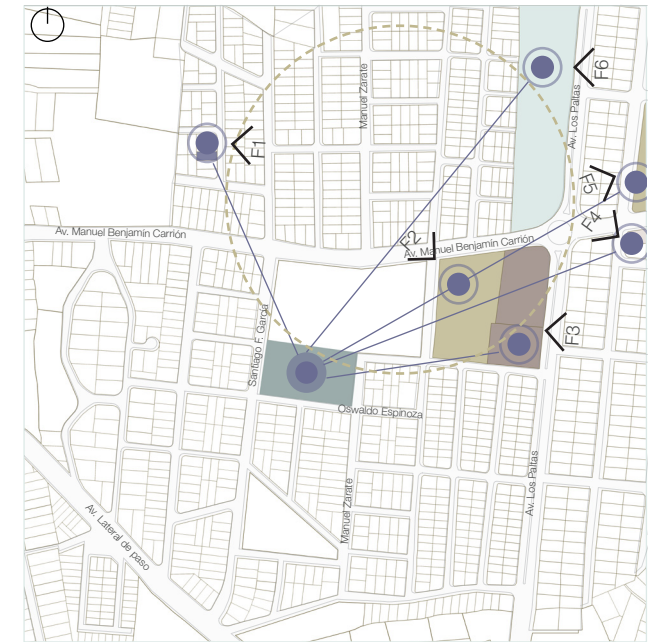 F6
Manuel Zarate
Av. Los Paltas
F1
F5
F4
Av. Manuel Benjamín Carrión
F2
Av. Manuel Benjamín Carrión
F3
Santiago F. Garcia
Oswaldo Espinoza
Manuel Zarate
Av. Los Paltas
Av. Lateral de paso